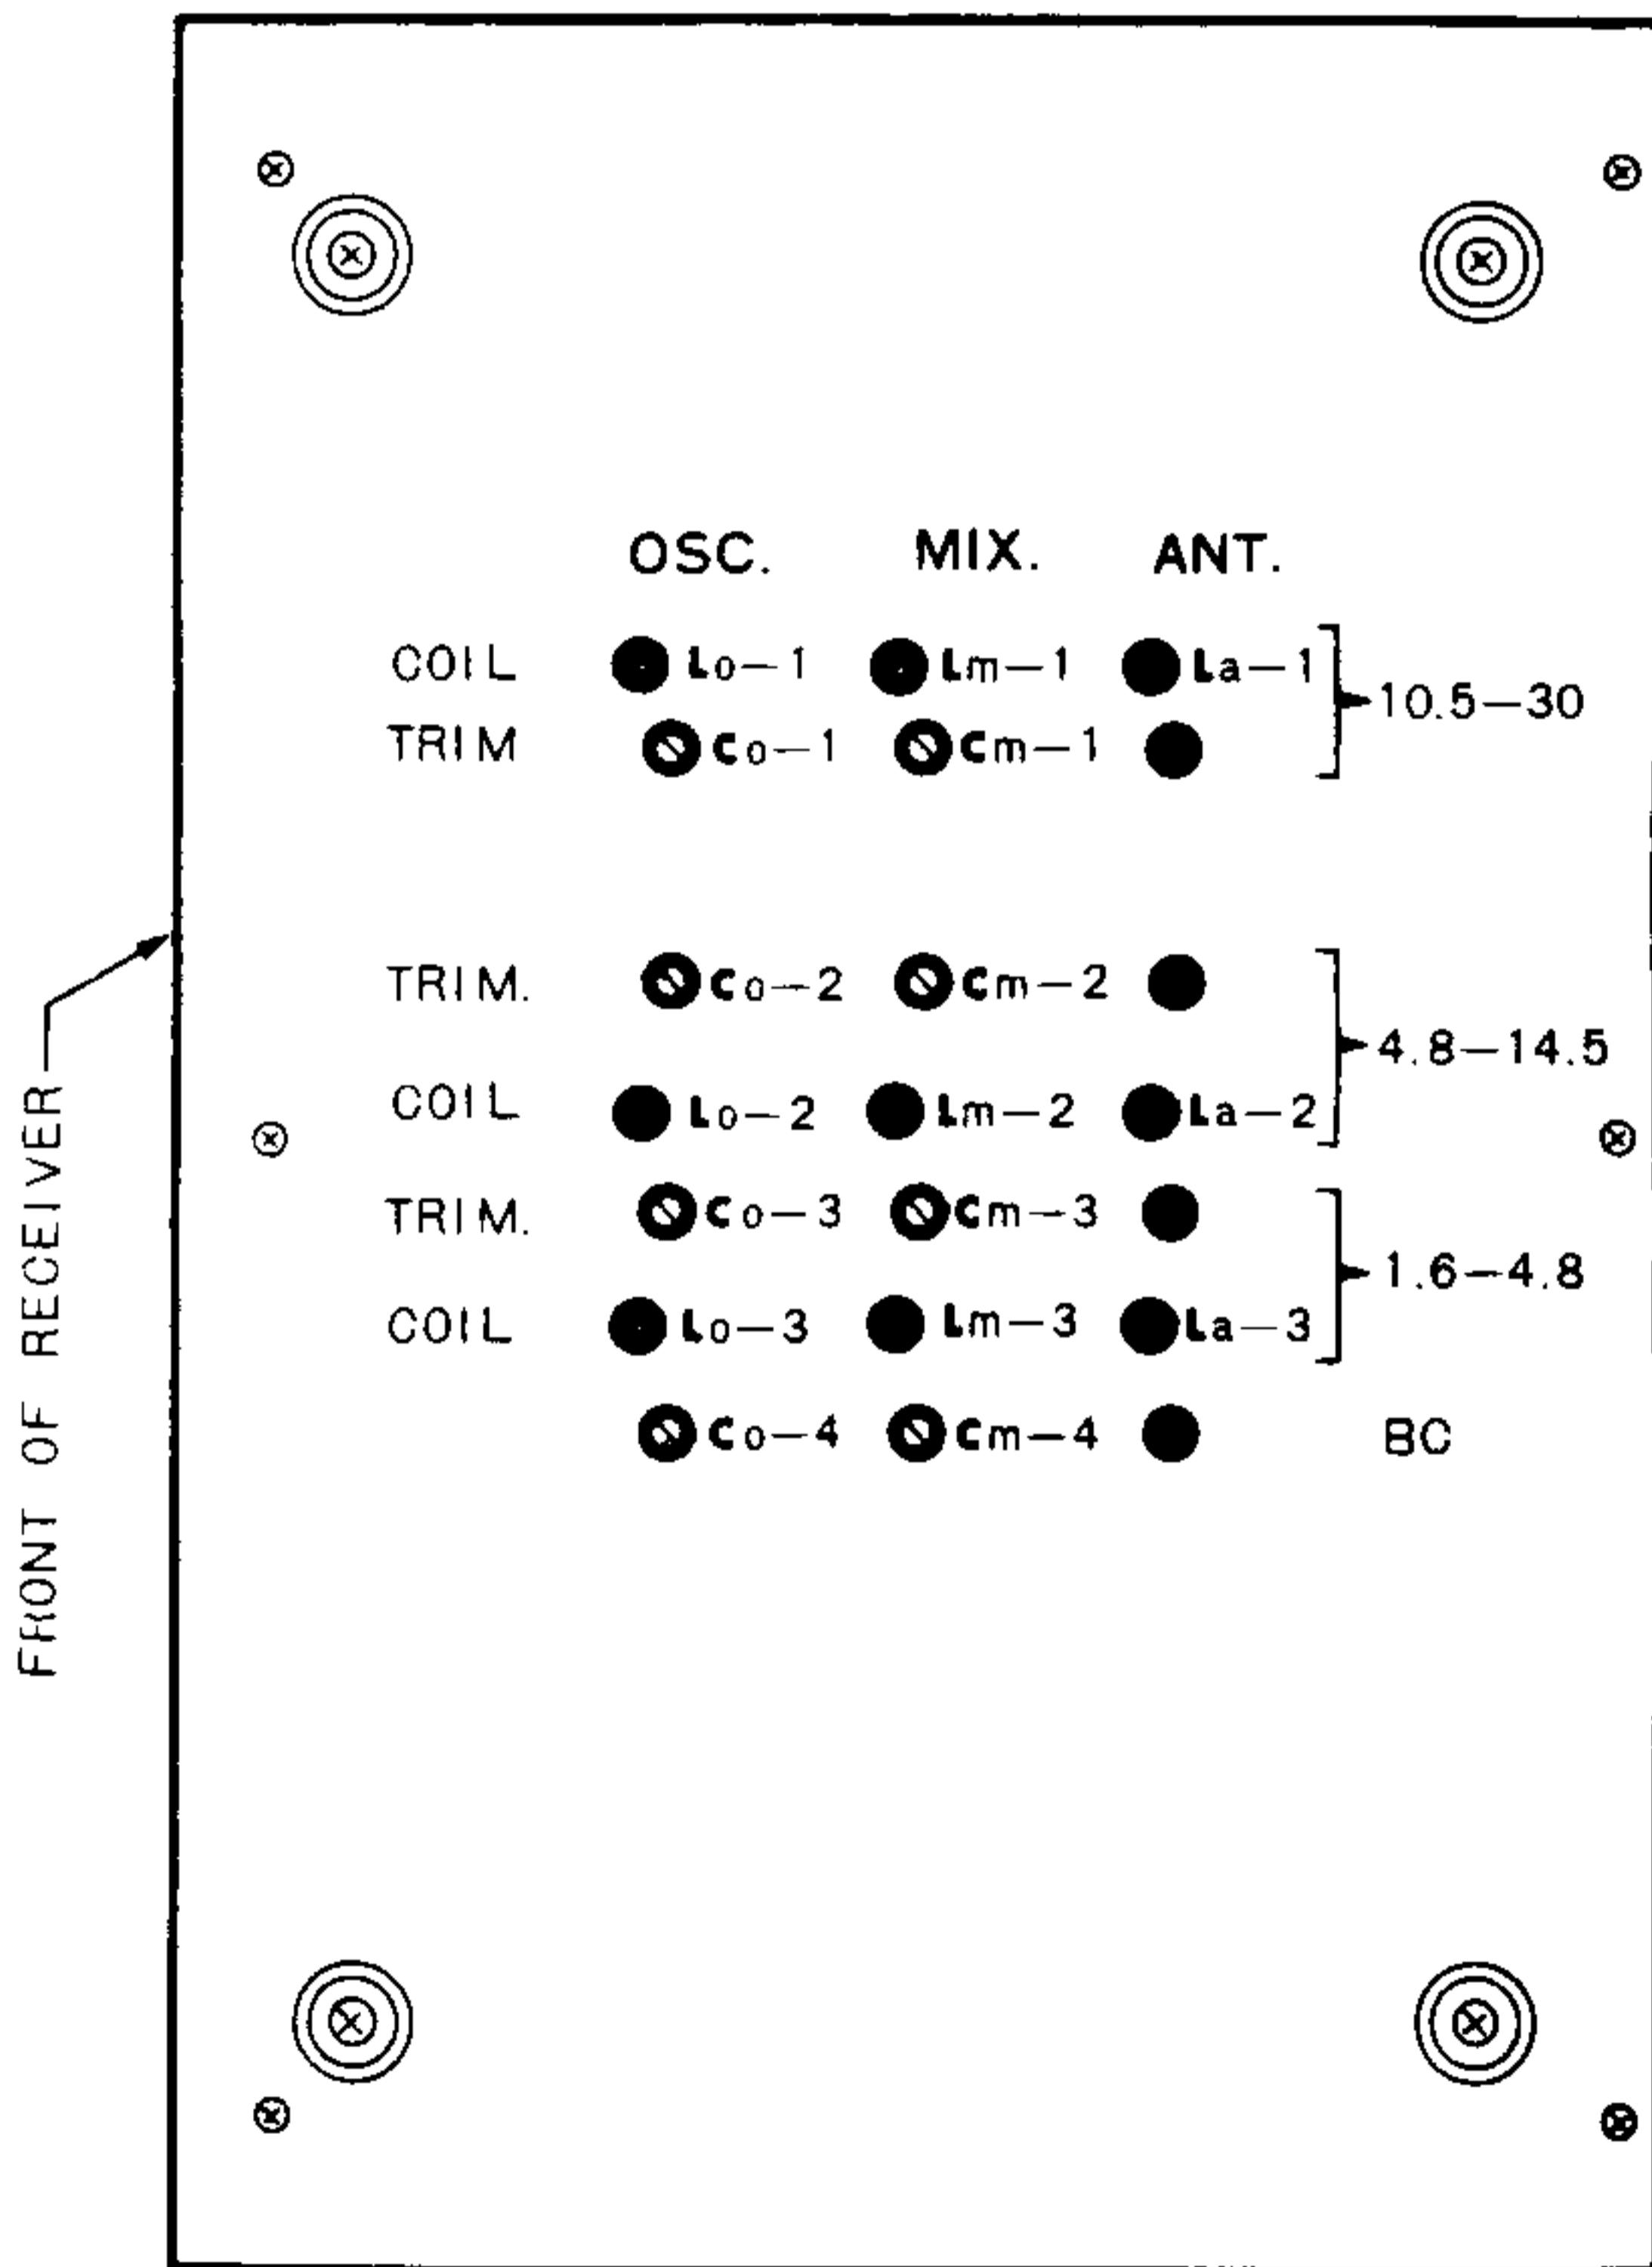 OSC. MIX. ANT.
COIL Lo-1 Lm-1 La-1
10.5-30
TRIM Co-1 Cm-1
TRIM. Co-2 Cm-2
4.8-14.5
COIL Lo-2 Lm-2 La-2
TRIM. Co-3 Cm-3
1.6-4.8
COIL Lo-3 Lm-3 La-3
Co-4 Cm-4 BC
FRONT OF RECEIVER